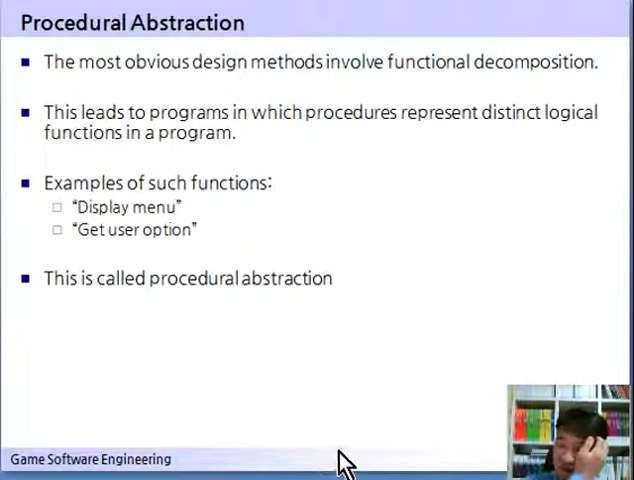 Procedural Abstraction
The most obvious design methods involve functional decomposition.
This leads to programs in which procedures represent distinct logical
functions in a program.
Examples of such functions:
"Display menu"
"Get user option"
This is called procedural abstraction
Game Software Engineering